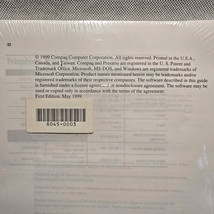 © 1999 Compaq Computer Corporation. All rights reserved. Printed in the U.S.A.,
Canada, and Taiwan. Compaq and Presario are registered in the U. S. Patent and
Trademark Office. Microsoft, MS-DOS, and Windows are registered trademarks of
Microsoft Corporation. Product names mentioned herein may be trademarks and/or
registered trademarks of their respective companies. The software described in this guide
is furnished under a license agreement or nondisclosure agreement. The software may be
used or copied only in accordance with the terms of the agreement.
First Edition, May 1999
8045-0003